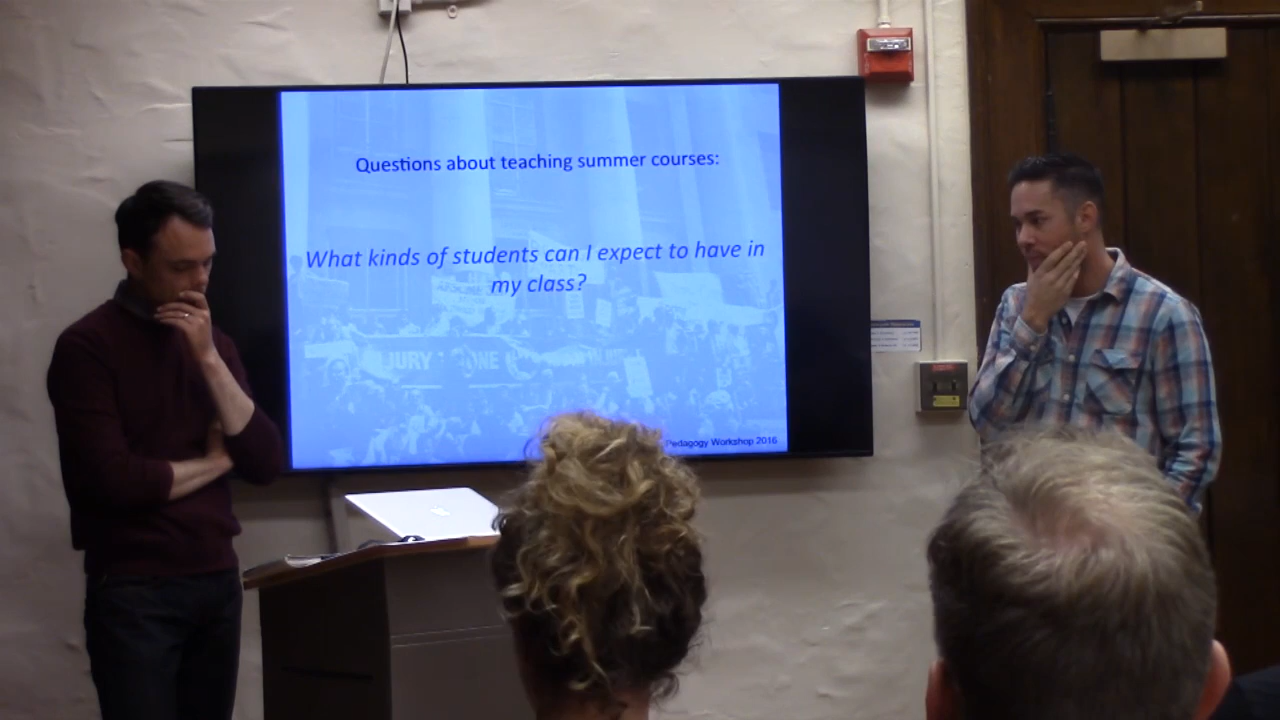 Questions about teaching summer courses:
What kinds of students can I expect to have in
my class?
JURY
Pedagogy Workshop 2016